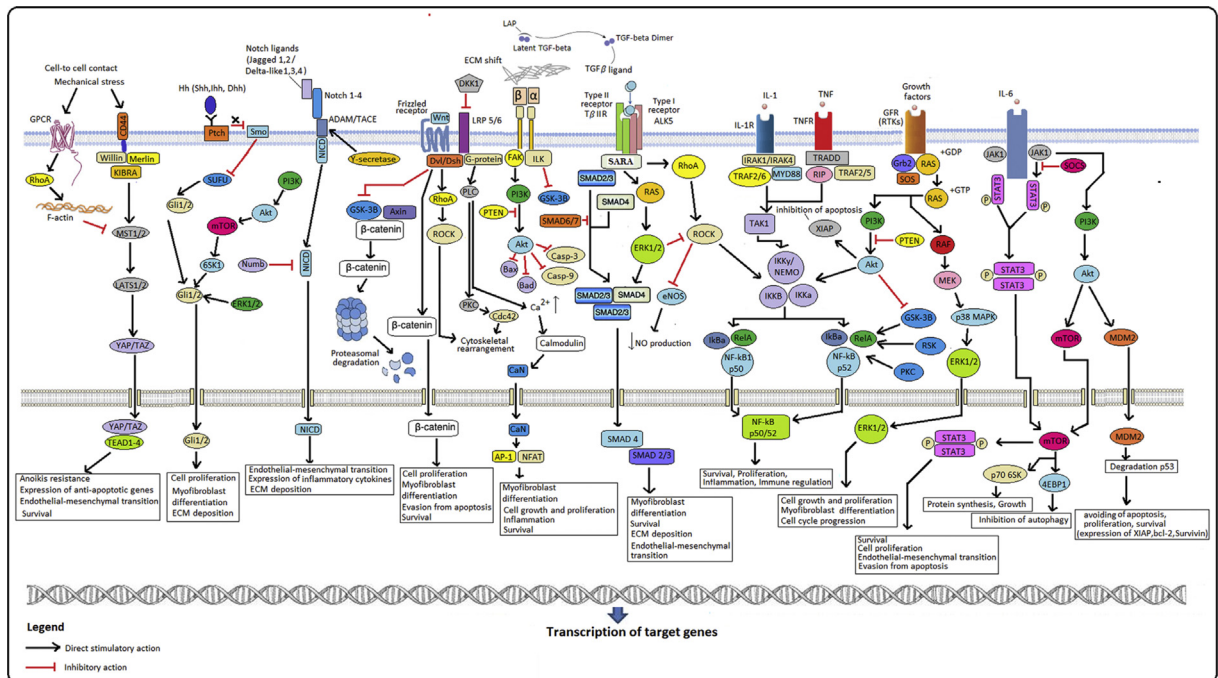 LAP
Latent TGF-beta
TGF-beta Dimer
TGFβ ligand
Cell-to cell contact
Mechanical stress
Hh (Shh,Ihh, Dhh)
Notch ligands
(Jagged 1,2/
Delta-like1,3,4)
Notch 1-4
ADAM/TACE
ECM shift
DKK1
Frizzled
receptor
Wnt
LRP 5/6
β
α
Type II
receptor
TβIIR
Type I
receptor
ALK5
IL-1
IL-1R
TNF
TNFR
Growth
factors
GFR
(RTKs)
IL-6
GPCR
CD44
Ptch
Smo
NICD
Y-secretase
Willin
Merlin
KIBRA
RhoA
F-actin
MST1/2
LATS1/2
YAP/TAZ
YAP/TAZ
TEAD1-4
SUFU
Gli1/2
PI3K
Akt
mTOR
6SK1
Gli1/2
ERK1/2
Numb
NICD
Gli1/2
NICD
Dvl/Dsh
G-protein
GSK-3B
Axin
β-catenin
β-catenin
Proteasomal
degradation
RhoA
ROCK
PLC
PKC
Cdc42
Cytoskeletal
rearrangement
β-catenin
β-catenin
Ca2+
Calmodulin
CaN
CaN
AP-1
NFAT
FAK
ILK
PI3K
GSK-3B
PTEN
Akt
Casp-3
Casp-9
Bax
Bad
SARA
SMAD2/3
SMAD4
SMAD6/7
RAS
RhoA
ERK1/2
ROCK
eNOS
NO production
SMAD2/3
SMAD4
SMAD2/3
SMAD 4
SMAD 2/3
IRAK1/IRAK4
TRAF2/6
MYD88
TRADD
RIP
TRAF2/5
TAK1
inhibition of apoptosis
XIAP
IKKy/
NEMO
IKKB
IKKa
IkBa
RelA
NF-kB1
p50
IkBa
RelA
NF-kB
p52
NF-kB
p50/52
Grb2
RAS
SOS
+GDP
+GTP
RAS
PI3K
PTEN
Akt
RAF
MEK
p38 MAPK
ERK1/2
ERK1/2
GSK-3B
RSK
PKC
JAK1
JAK1
SOCS
STAT3
STAT3
P
P
PI3K
Akt
P
STAT3
STAT3
P
mTOR
MDM2
P
STAT3
STAT3
P
mTOR
p70 6SK
4EBP1
MDM2
Degradation p53
Anoikis resistance
Expression of anti-apoptotic genes
Endothelial-mesenchymal transition
Survival
Cell proliferation
Myofibroblast
differentiation
ECM deposition
Endothelial-mesenchymal transition
Expression of inflammatory cytokines
ECM deposition
Cell proliferation
Myofibroblast
differentiation
Evasion from apoptosis
Survival
Myofibroblast
differentiation
Cell growth and proliferation
Inflammation
Survival
Myofibroblast
differentiation
Survival
ECM deposition
Endothelial-mesenchymal
transition
Survival, Proliferation,
Inflammation, Immune regulation
Cell growth and proliferation
Myofibroblast differentiation
Cell cycle progression
Survival
Cell proliferation
Endothelial-mesenchymal transition
Evasion from apoptosis
Protein synthesis, Growth
Inhibition of autophagy
avoiding of apoptosis,
proliferation, survival
(expression of XIAP,bcl-2,Survivin)
Transcription of target genes
Legend
Direct stimulatory action
Inhibitory action